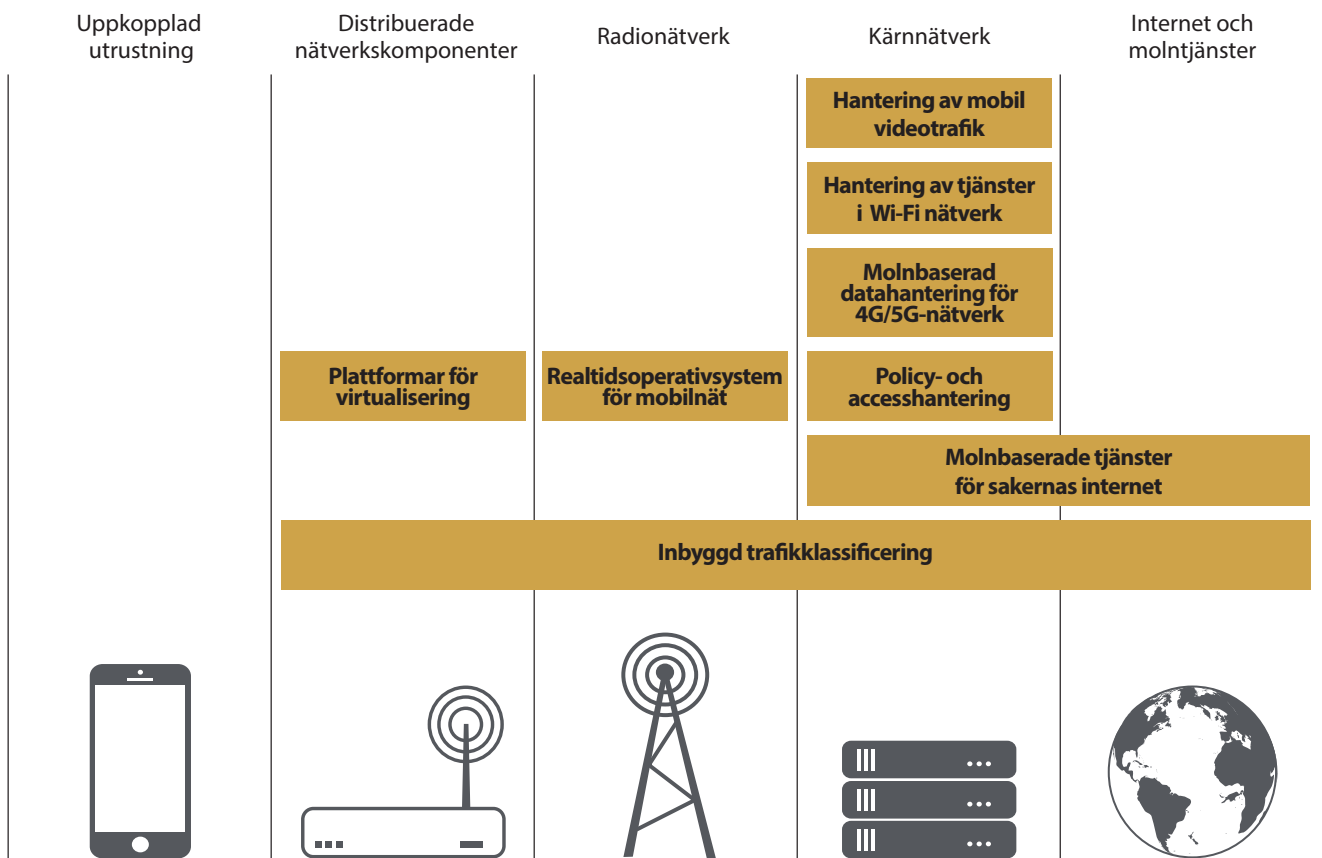 Uppkopplad
utrustning
Distribuerade
nätverkskomponenter
Radionätverk
Kärnnätverk
Internet och
molntjänster
Hantering av mobil
videotrafik
Hantering av tjänster
i Wi-Fi nätverk
Molnbaserad
datahantering för
4G/5G-nätverk
Plattformar för
virtualisering
Realtidsoperativsystem
för mobilnät
Policy- och
accesshantering
Molnbaserade tjänster
för sakernas internet
Inbyggd trafikklassificering